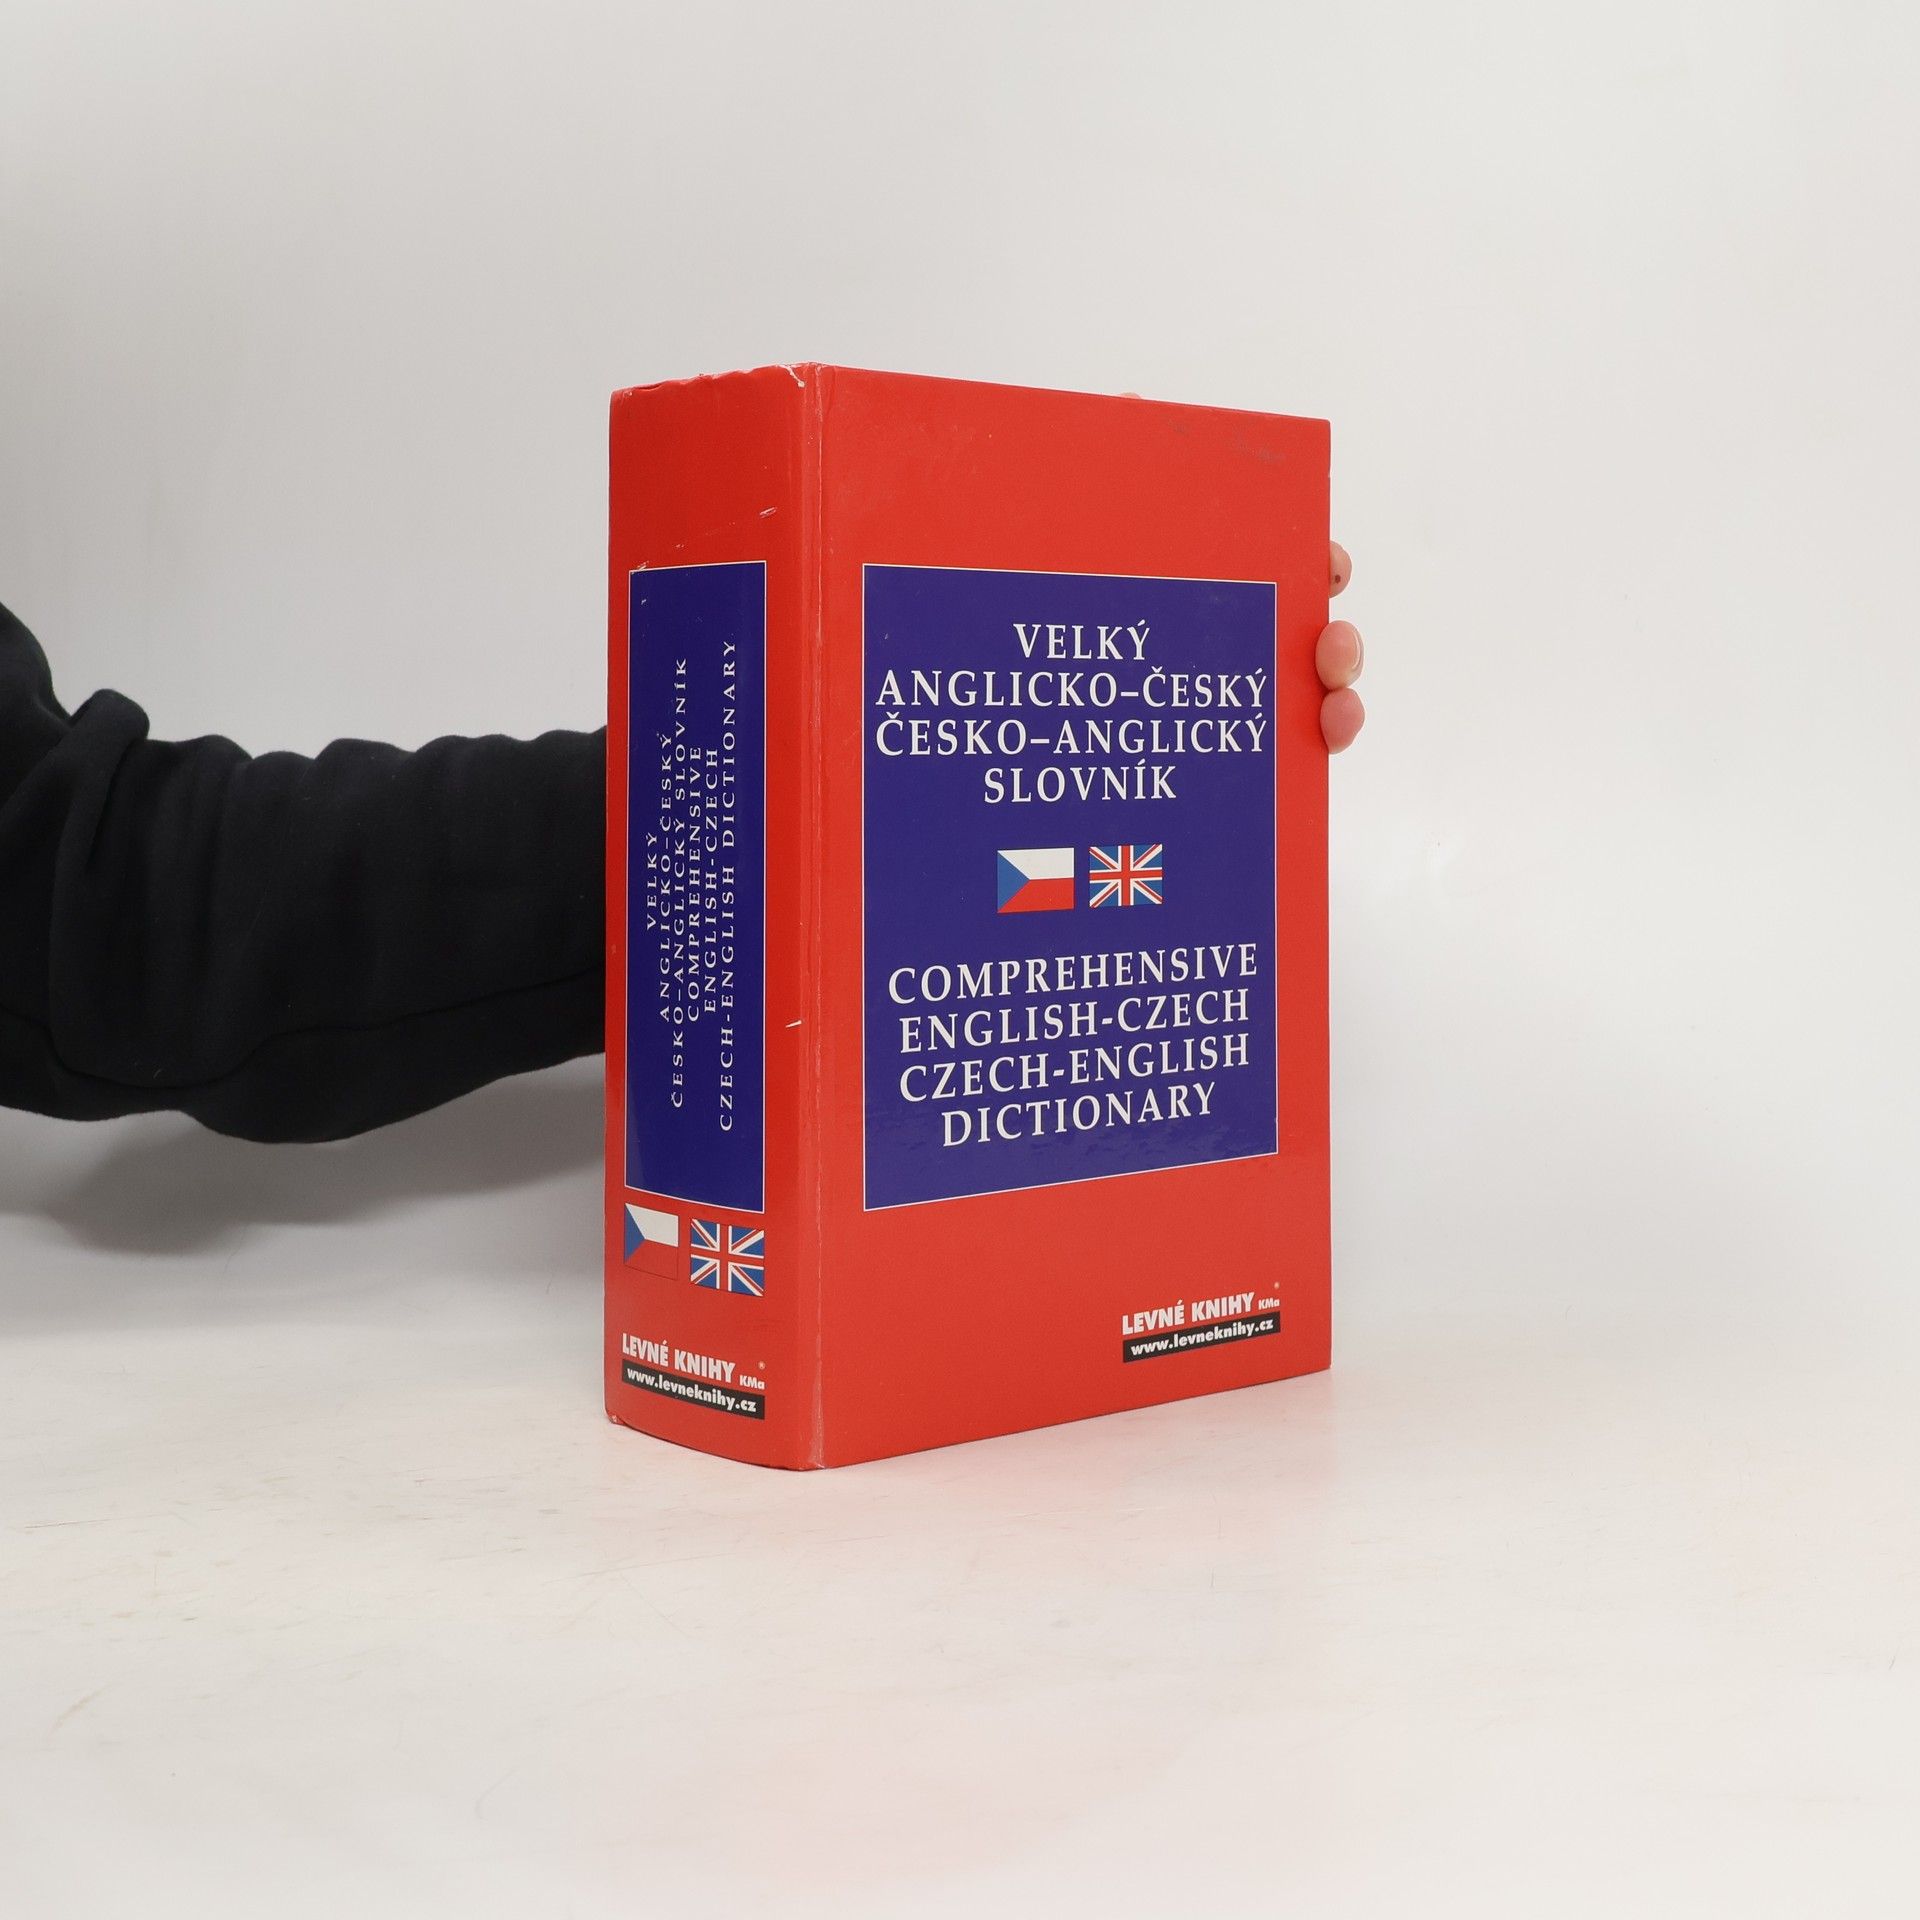 VELKÝ
ANGLICKO–ČESKÝ
ČESKO–ANGLICKÝ SLOVNÍK
COMPREHENSIVE
ENGLISH-CZECH
CZECH-ENGLISH DICTIONARY
LEVNÉ KNIHY KMa ®
www.levneknihy.cz
VELKÝ
ANGLICKO–ČESKÝ
ČESKO–ANGLICKÝ
SLOVNÍK
COMPREHENSIVE
ENGLISH-CZECH
CZECH-ENGLISH
DICTIONARY
LEVNÉ KNIHY KMa ®
www.levneknihy.cz